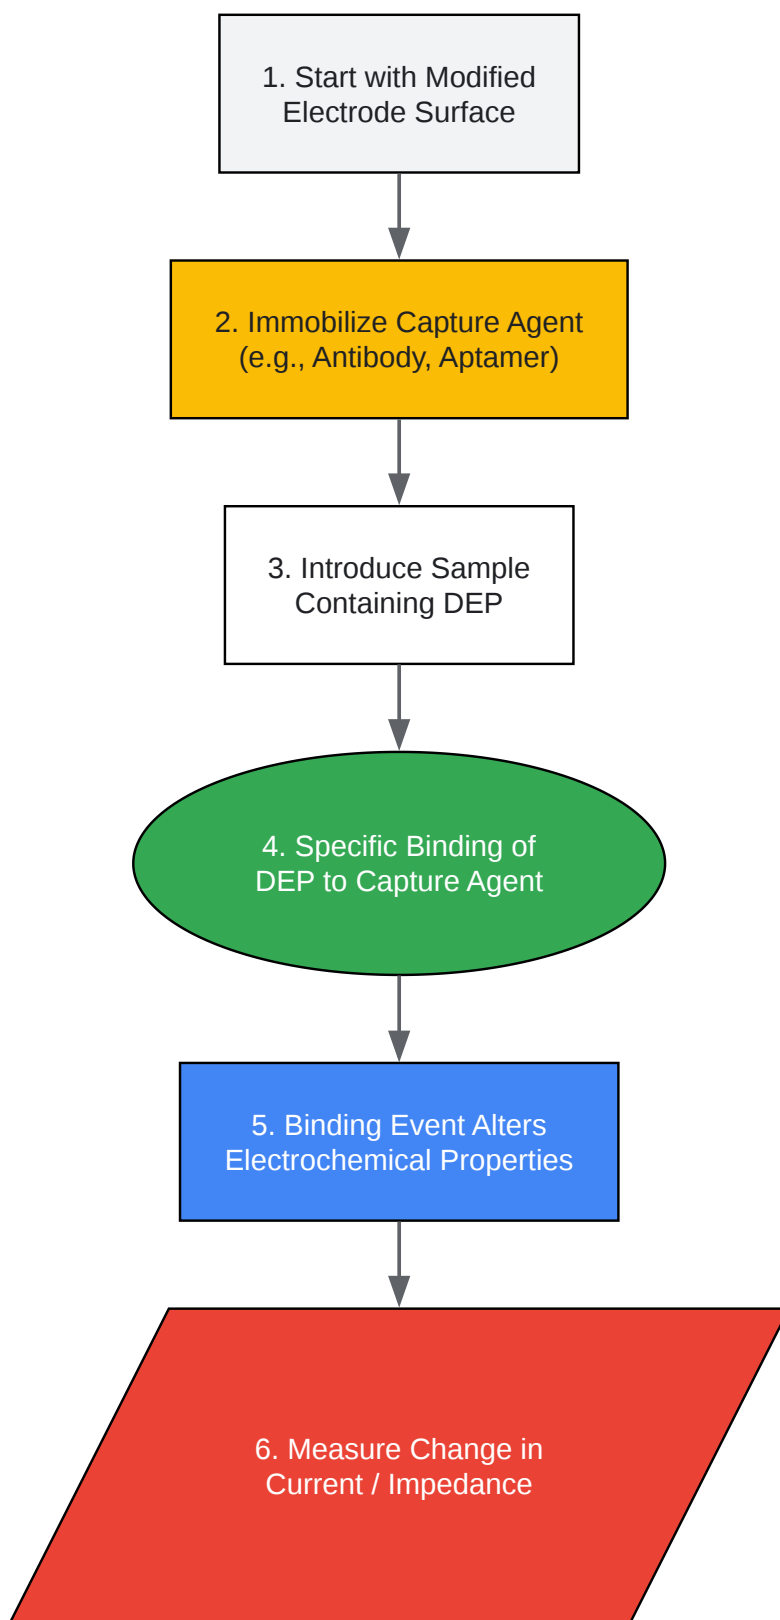 1. Start with Modified
Electrode Surface
2. Immobilize Capture Agent
(e.g., Antibody, Aptamer)
3. Introduce Sample
Containing DEP
4. Specific Binding of
DEP to Capture Agent
5. Binding Event Alters
Electrochemical Properties
6. Measure Change in
Current / Impedance